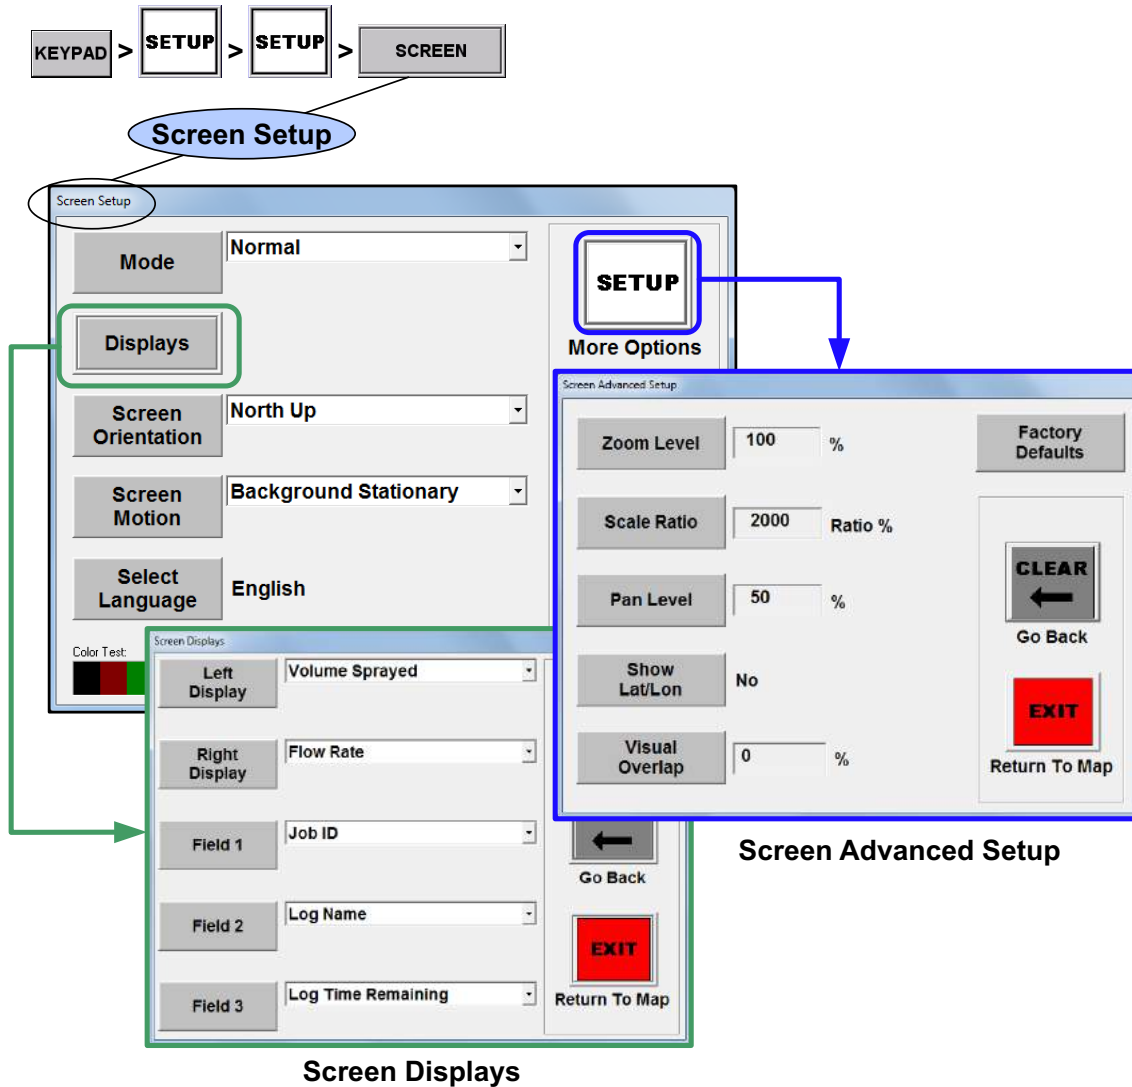 KEYPAD > SETUP > SETUP > SCREEN
Screen Setup
Screen Setup
Mode
Normal
SETUP
More Options
Displays
Screen
Orientation
North Up
Screen
Motion
Background Stationary
Select
Language
English
Color Test:
Screen Advanced Setup
Zoom Level
100
%
Factory
Defaults
Scale Ratio
2000
Ratio %
Pan Level
50
%
CLEAR
Go Back
Show
Lat/Lon
No
EXIT
Return To Map
Visual
Overlap
0
%
Screen Advanced Setup
Screen Displays
Left
Display
Volume Sprayed
Right
Display
Flow Rate
Field 1
Job ID
Go Back
Field 2
Log Name
EXIT
Return To Map
Field 3
Log Time Remaining
Screen Displays